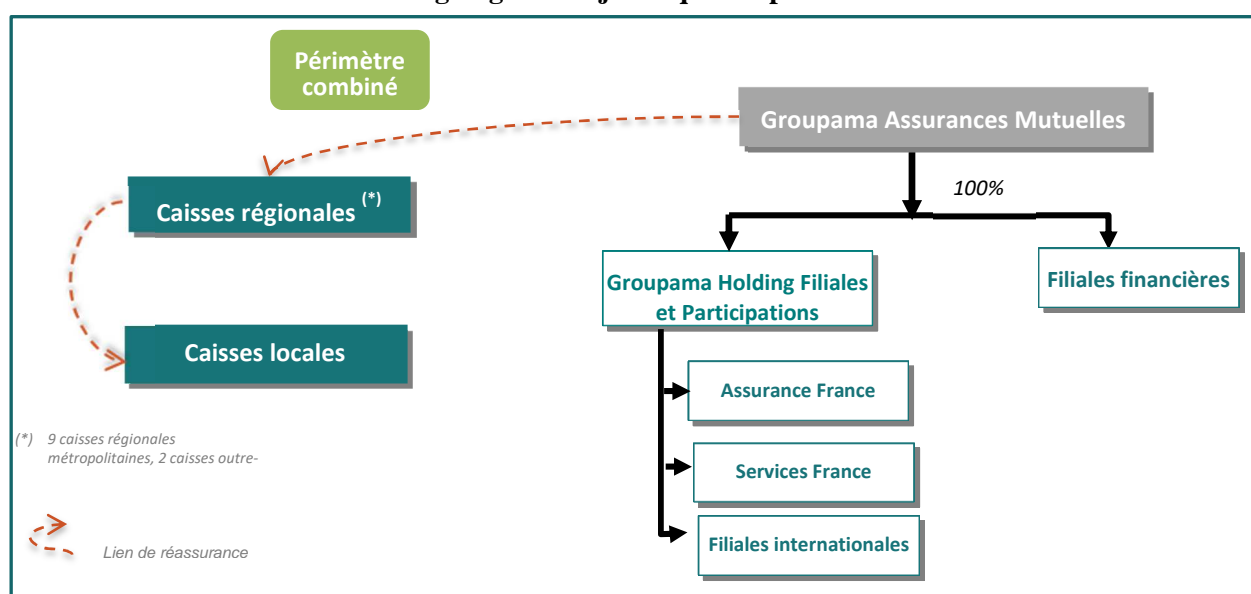 Périmètre
combiné
Groupama Assurances Mutuelles
100%
Caisses régionales (*)
Groupama Holding Filiales
et Participations
Filiales financières
Caisses locales
Assurance France
(*) 9 caisses régionales
métropolitaines, 2 caisses outre-
Services France
Lien de réassurance
Filiales internationales